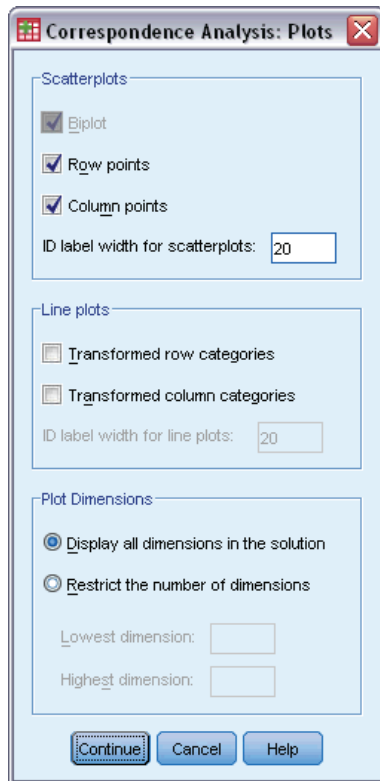 Correspondence Analysis: Plots
Scatterplots
Biplot
Row points
Column points
ID label width for scatterplots: 20
Line plots
Transformed row categories
Transformed column categories
ID label width for line plots: 20
Plot Dimensions
Display all dimensions in the solution
Restrict the number of dimensions
Lowest dimension:
Highest dimension:
Continue Cancel Help